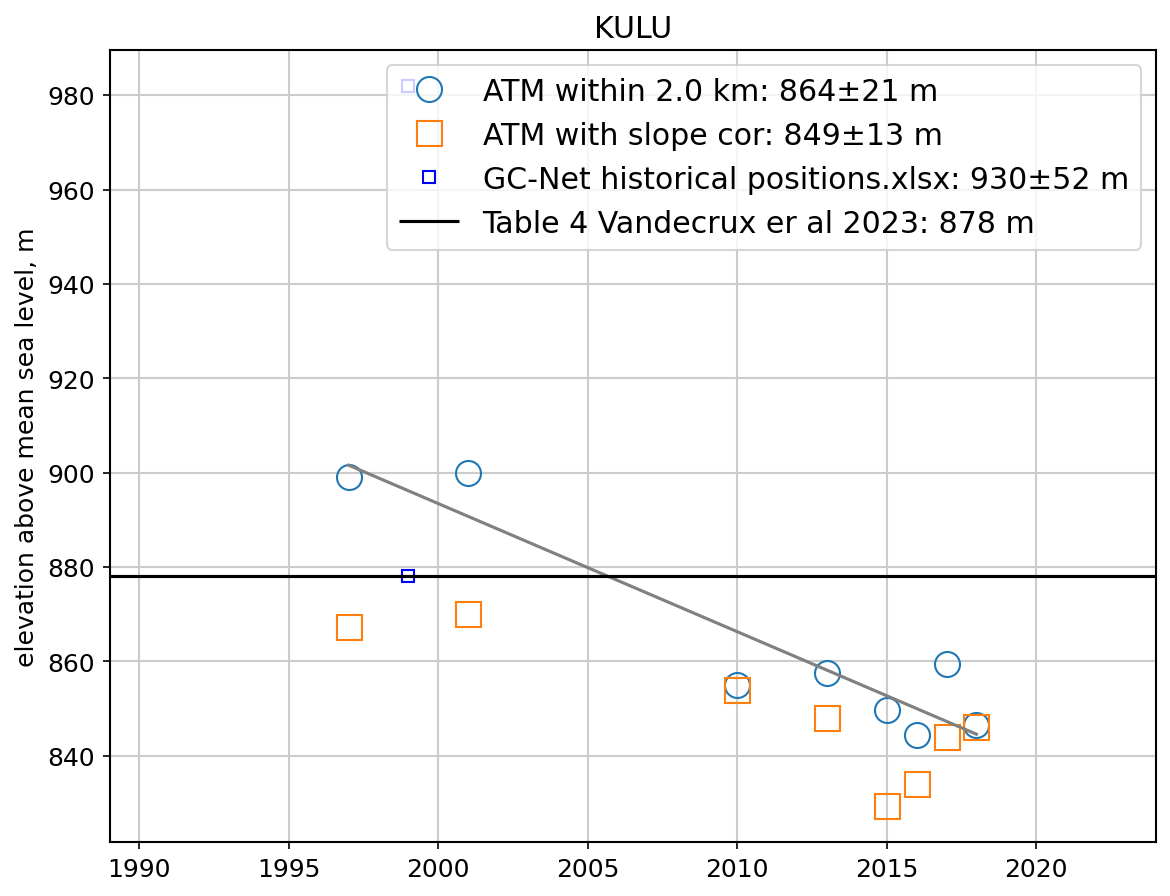 KULU
ATM within 2.0 km: 864±21 m
ATM with slope cor: 849±13 m
GC-Net historical positions.xlsx: 930±52 m
Table 4 Vandecrux er al 2023: 878 m
elevation above mean sea level, m
980
960
940
920
900
880
860
840
1990 1995 2000 2005 2010 2015 2020